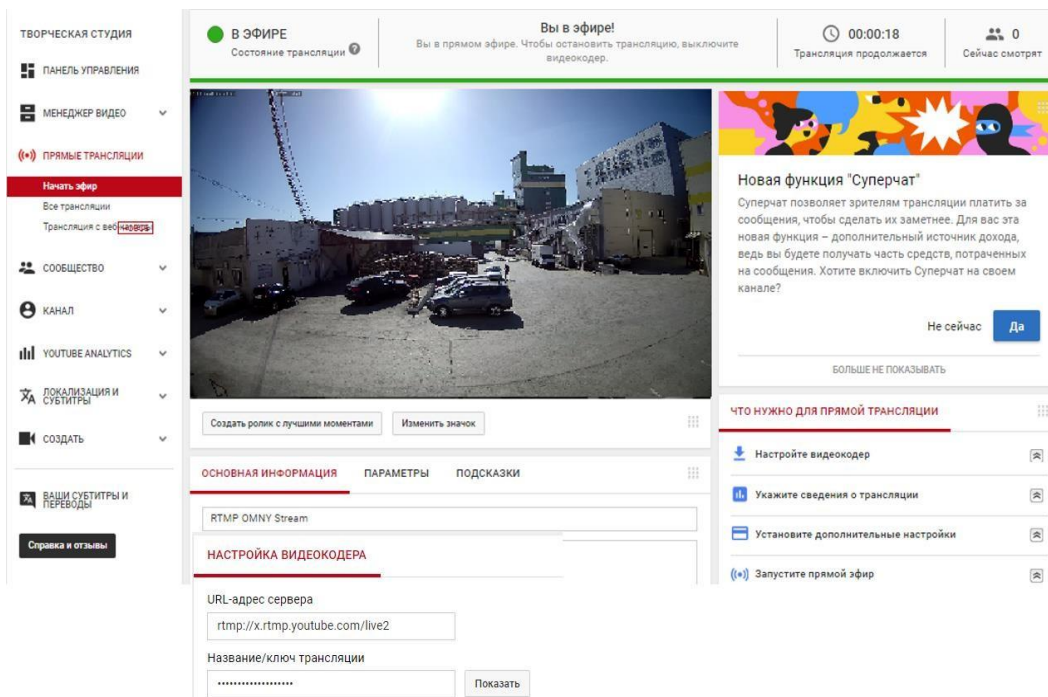 ТВОРЧЕСКАЯ СТУДИЯ
ПАНЕЛЬ УПРАВЛЕНИЯ
МЕНЕДЖЕР ВИДЕО
ПРЯМЫЕ ТРАНСЛЯЦИИ
Начать эфир
Все трансляции
Трансляция с веб
СООБЩЕСТВО
КАНАЛ
YOUTUBE ANALYTICS
ЛОКАЛИЗАЦИЯ И
СУБТИТРЫ
СОЗДАТЬ
ВАШИ СУБТИТРЫ И
ПЕРЕВОДЫ
Справка и отзывы
В ЭФИРЕ
Состояние трансляции ?
Вы в эфире!
Вы в прямом эфире. Чтобы остановить трансляцию, выключите
видеокодер.
00:00:18
Трансляция продолжается
0
Сейчас смотрят
Создать ролик с лучшими моментами
Изменить значок
ОСНОВНАЯ ИНФОРМАЦИЯ
ПАРАМЕТРЫ
ПОДСКАЗКИ
RTMP OMNY Stream
НАСТРОЙКА ВИДЕОКОДЕРА
URL-адрес сервера
rtmp://x.rtmp.youtube.com/live2
Название/ключ трансляции
•••••••••••••••••••
Показать
Новая функция "Суперчат"
Суперчат позволяет зрителям трансляции платить за
сообщения, чтобы сделать их заметнее. Для вас эта
новая функция – дополнительный источник дохода,
ведь вы будете получать часть средств, потраченных
на сообщения. Хотите включить Суперчат на своем
канале?
Не сейчас
Да
БОЛЬШЕ НЕ ПОКАЗЫВАТЬ
ЧТО НУЖНО ДЛЯ ПРЯМОЙ ТРАНСЛЯЦИИ
Настройте видеокодер
Укажите сведения о трансляции
Установите дополнительные настройки
Запустите прямой эфир